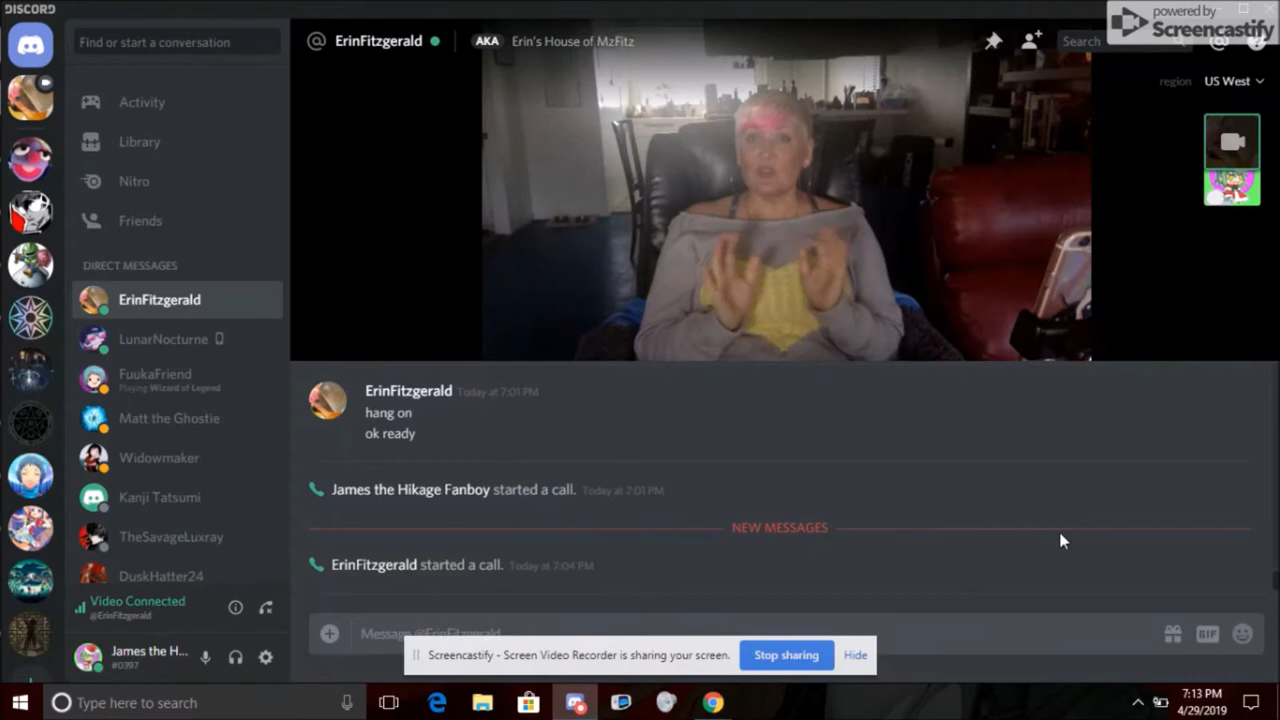 DISCORD
powered by
Screencastify
Find or start a conversation
ErinFitzgerald
AKA
Erin's House of MzFitz
Search
region
US West
Activity
Library
Nitro
Friends
DIRECT MESSAGES
ErinFitzgerald
LunarNocturne
FuukaFriend
Playing Wizard of Legend
Matt the Ghostie
Widowmaker
Kanji Tatsumi
TheSavageLuxray
DuskHatter24
Video Connected
@ErinFitzgerald
James the H...
#0397
ErinFitzgerald Today at 7:01 PM
hang on
ok ready
James the Hikage Fanboy started a call. Today at 7:01 PM
NEW MESSAGES
ErinFitzgerald started a call. Today at 7:04 PM
Message @ErinFitzgerald
GIF
Screencastify - Screen Video Recorder is sharing your screen.
Stop sharing
Hide
Type here to search
7:13 PM
4/29/2019